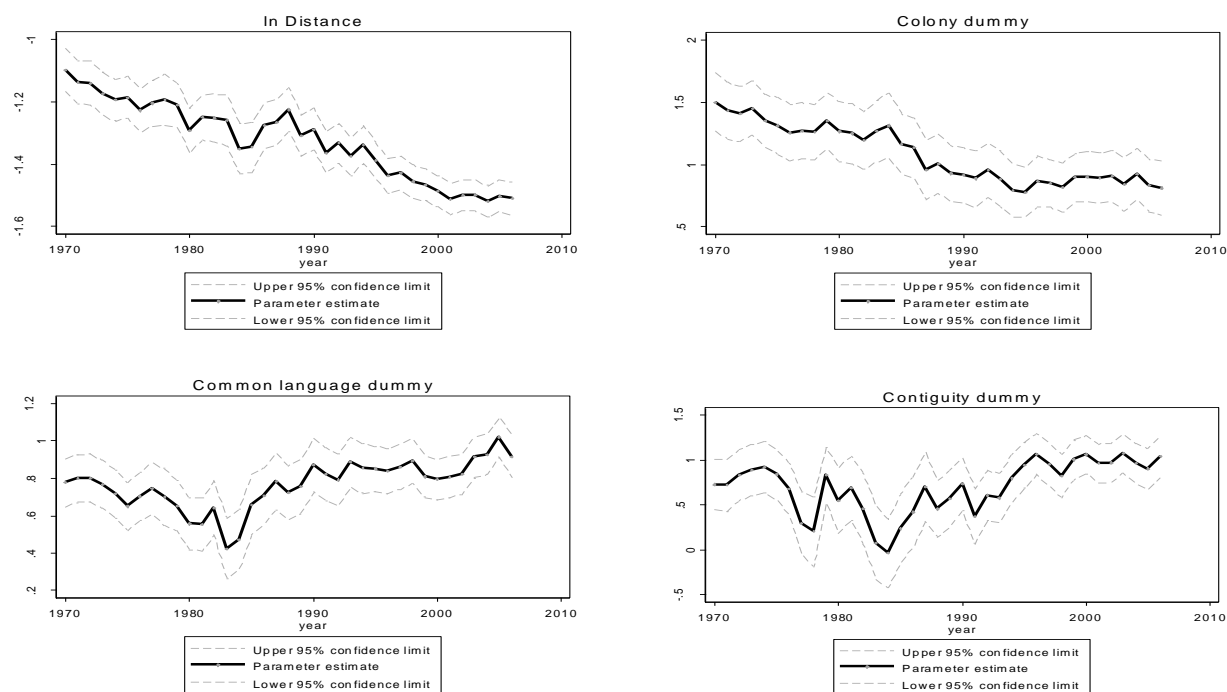 ln Distance
-1
-1.2
-1.4
-1.6
1970 1980 1990 2000 2010
year
Upper 95% confidence limit
Parameter estimate
Lower 95% confidence limit
Colony dummy
2
1.5
1
.5
1970 1980 1990 2000 2010
year
Upper 95% confidence limit
Parameter estimate
Lower 95% confidence limit
Common language dummy
1.2
1
.8
.6
.4
.2
1970 1980 1990 2000 2010
year
Upper 95% confidence limit
Parameter estimate
Lower 95% confidence limit
Contiguity dummy
1.5
1
.5
0
-.5
1970 1980 1990 2000 2010
year
Upper 95% confidence limit
Parameter estimate
Lower 95% confidence limit